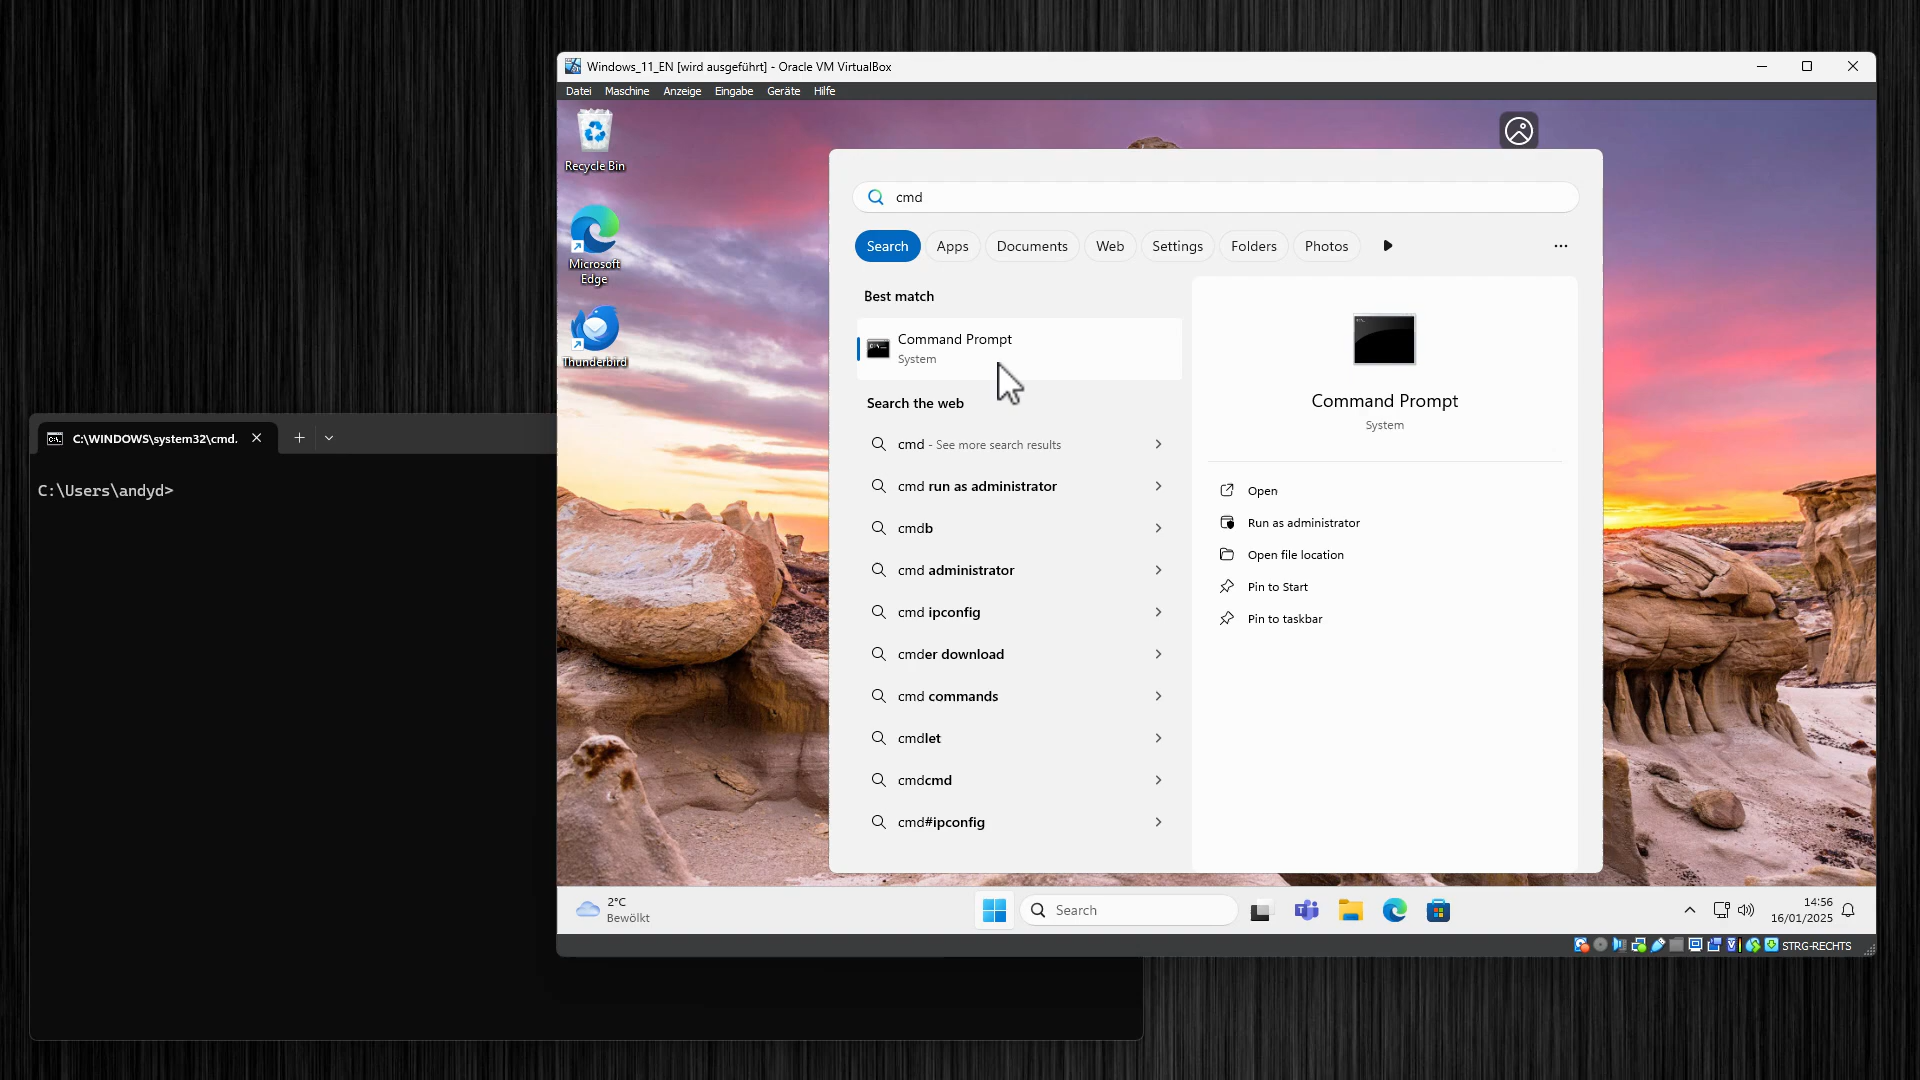 Windows_11_EN [wird ausgeführt] - Oracle VM VirtualBox
Datei Maschine Anzeige Eingabe Geräte Hilfe
Recycle Bin
Microsoft
Edge
Thunderbird
cmd
Search Apps Documents Web Settings Folders Photos
Best match
Command Prompt
System
Search the web
cmd - See more search results
cmd run as administrator
cmdb
cmd administrator
cmd ipconfig
cmder download
cmd commands
cmdlet
cmdcmd
cmd#ipconfig
Command Prompt
System
Open
Run as administrator
Open file location
Pin to Start
Pin to taskbar
C:\WINDOWS\system32\cmd.
C:\Users\andyd>
2°C
Bewölkt
Search
14:56
16/01/2025
STRG-RECHTS